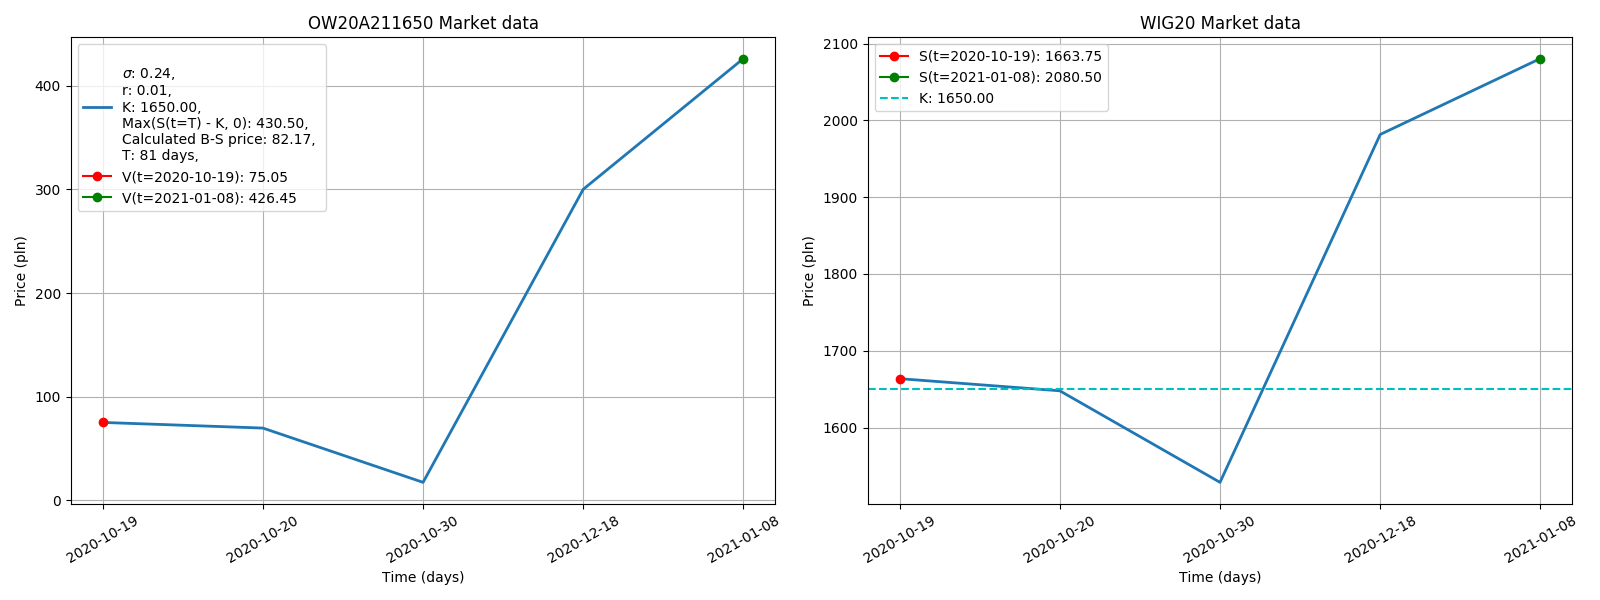 OW20A211650 Market data
σ: 0.24,
r: 0.01,
K: 1650.00,
Max(S(t=T) - K, 0): 430.50,
Calculated B-S price: 82.17,
T: 81 days,
V(t=2020-10-19): 75.05
V(t=2021-01-08): 426.45
400
300
200
100
0
Price (pln)
2020-10-19
2020-10-20
2020-10-30
2020-12-18
2021-01-08
Time (days)
WIG20 Market data
S(t=2020-10-19): 1663.75
S(t=2021-01-08): 2080.50
K: 1650.00
2100
2000
1900
1800
1700
1600
Price (pln)
2020-10-19
2020-10-20
2020-10-30
2020-12-18
2021-01-08
Time (days)